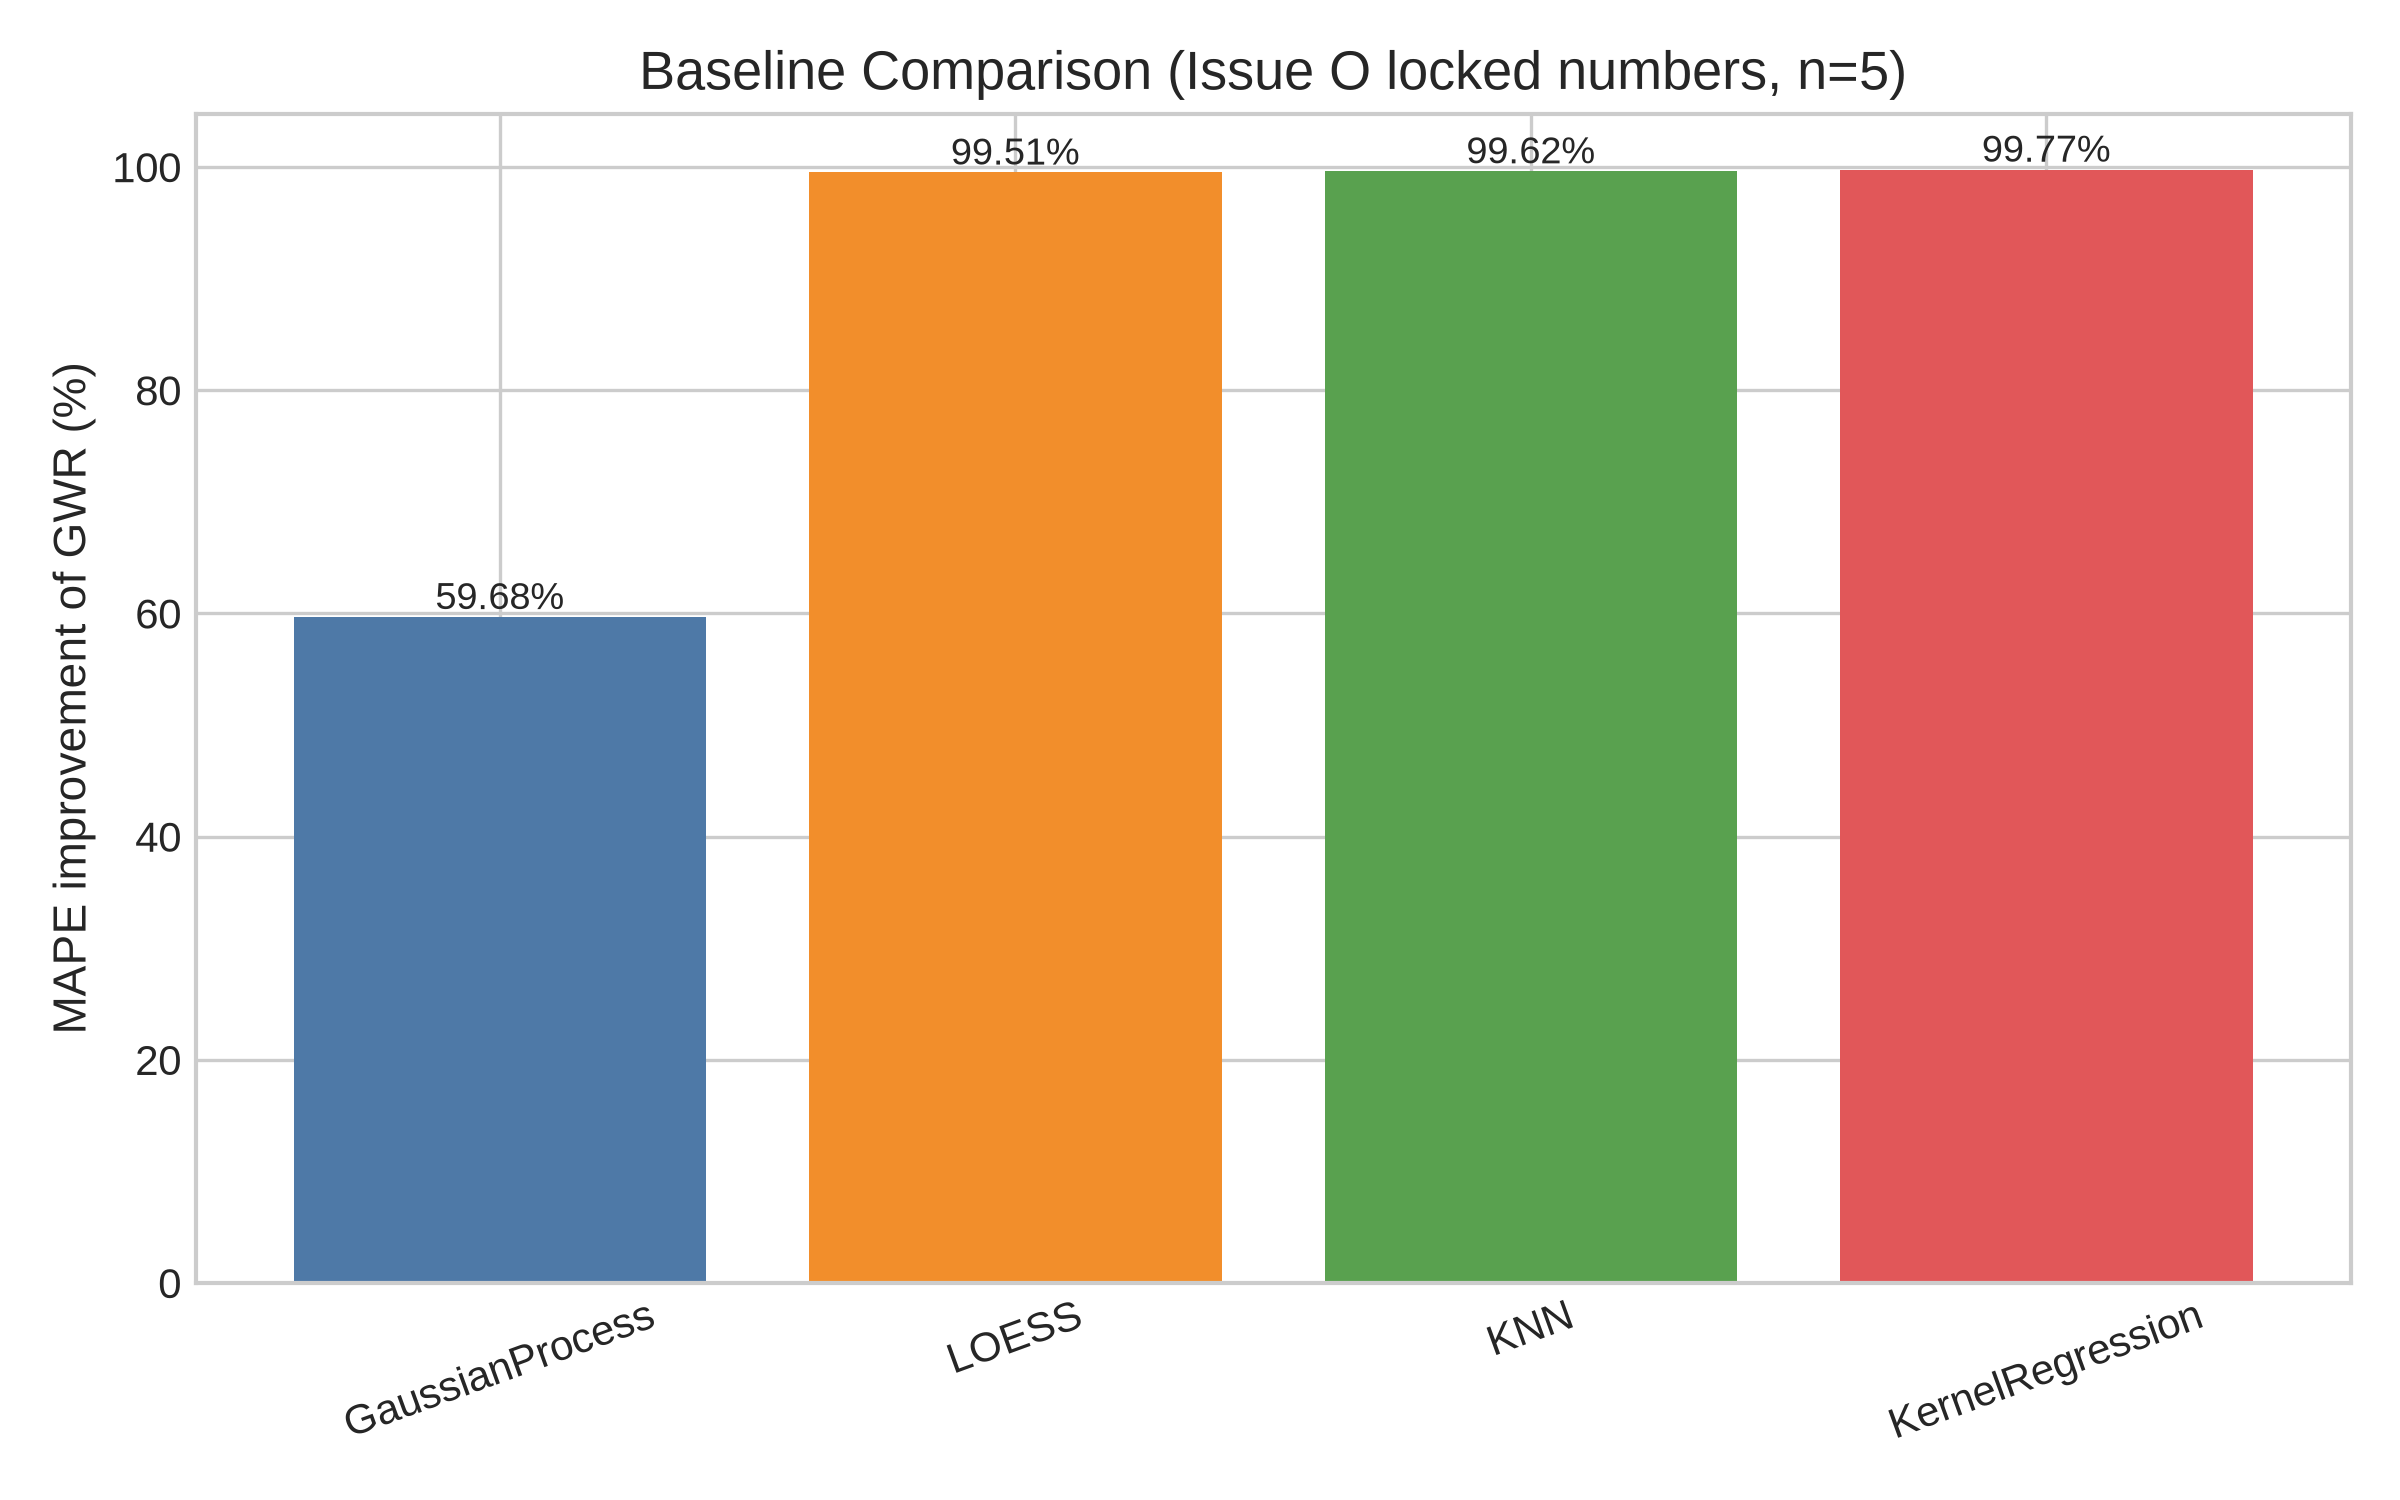 Baseline Comparison (Issue O locked numbers, n=5)
MAPE improvement of GWR (%)
100
80
60
40
20
0
59.68%
99.51%
99.62%
99.77%
GaussianProcess
LOESS
KNN
KernelRegression